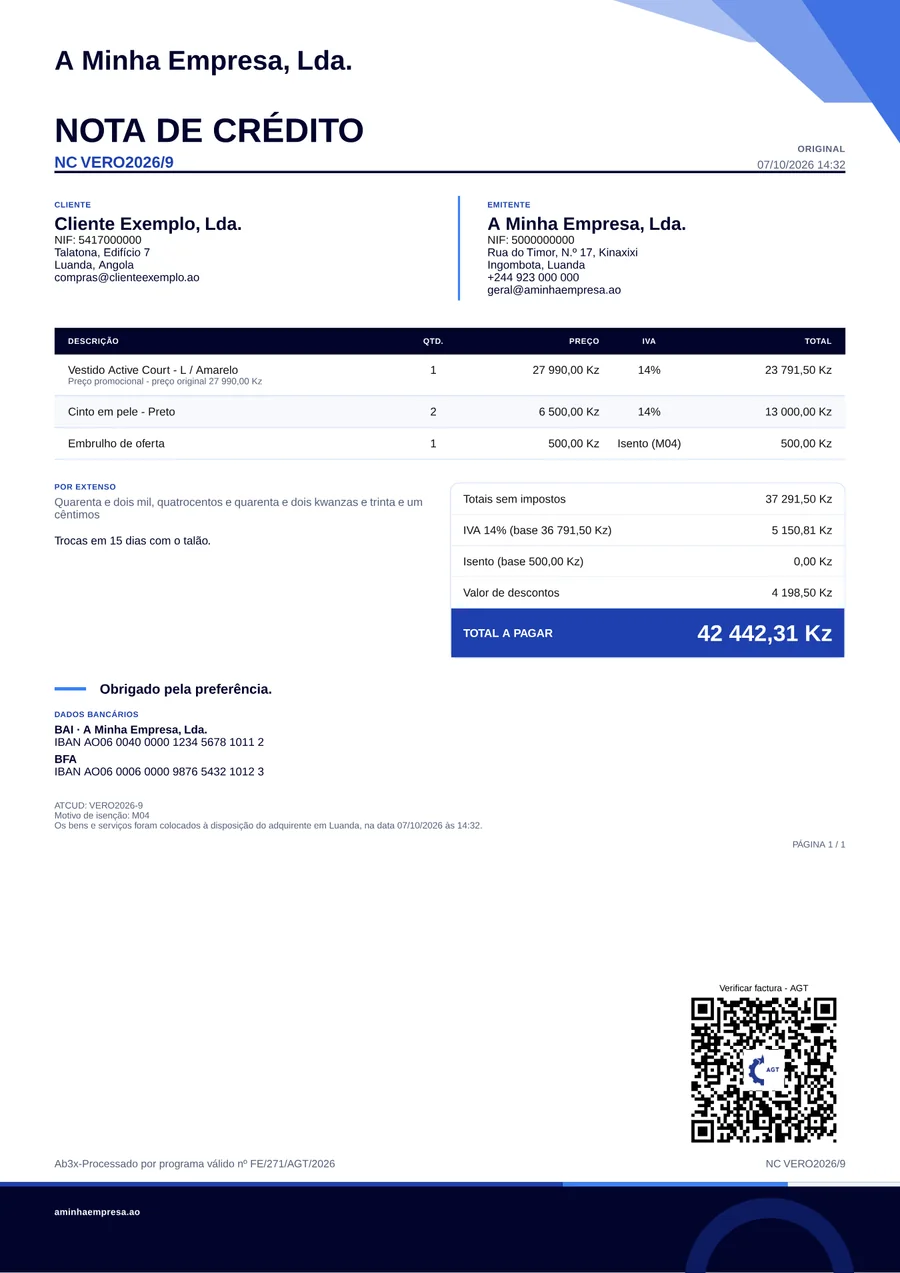 A Minha Empresa, Lda.
NOTA DE CRÉDITO
NC VERO2026/9
ORIGINAL
07/10/2026 14:32
CLIENTE
Cliente Exemplo, Lda.
NIF: 5417000000
Talatona, Edifício 7
Luanda, Angola
compras@clienteexemplo.ao
EMITENTE
A Minha Empresa, Lda.
NIF: 5000000000
Rua do Timor, N.º 17, Kinaxixi
Ingombota, Luanda
+244 923 000 000
geral@aminhaempresa.ao
DESCRIÇÃO QTD. PREÇO IVA TOTAL
Vestido Active Court - L / Amarelo 1 27 990,00 Kz 14% 23 791,50 Kz
Preço promocional - preço original 27 990,00 Kz
Cinto em pele - Preto 2 6 500,00 Kz 14% 13 000,00 Kz
Embrulho de oferta 1 500,00 Kz Isento (M04) 500,00 Kz
POR EXTENSO
Quarenta e dois mil, quatrocentos e quarenta e dois kwanzas e trinta e um
cêntimos
Trocas em 15 dias com o talão.
Totais sem impostos 37 291,50 Kz
IVA 14% (base 36 791,50 Kz) 5 150,81 Kz
Isento (base 500,00 Kz) 0,00 Kz
Valor de descontos 4 198,50 Kz
TOTAL A PAGAR 42 442,31 Kz
Obrigado pela preferência.
DADOS BANCÁRIOS
BAI · A Minha Empresa, Lda.
IBAN AO06 0040 0000 1234 5678 1011 2
BFA
IBAN AO06 0006 0000 9876 5432 1012 3
ATCUD: VERO2026-9
Motivo de isenção: M04
Os bens e serviços foram colocados à disposição do adquirente em Luanda, na data 07/10/2026 às 14:32.
PÁGINA 1 / 1
Verificar factura - AGT
AGT
Ab3x-Processado por programa válido nº FE/271/AGT/2026
NC VERO2026/9
aminhaempresa.ao